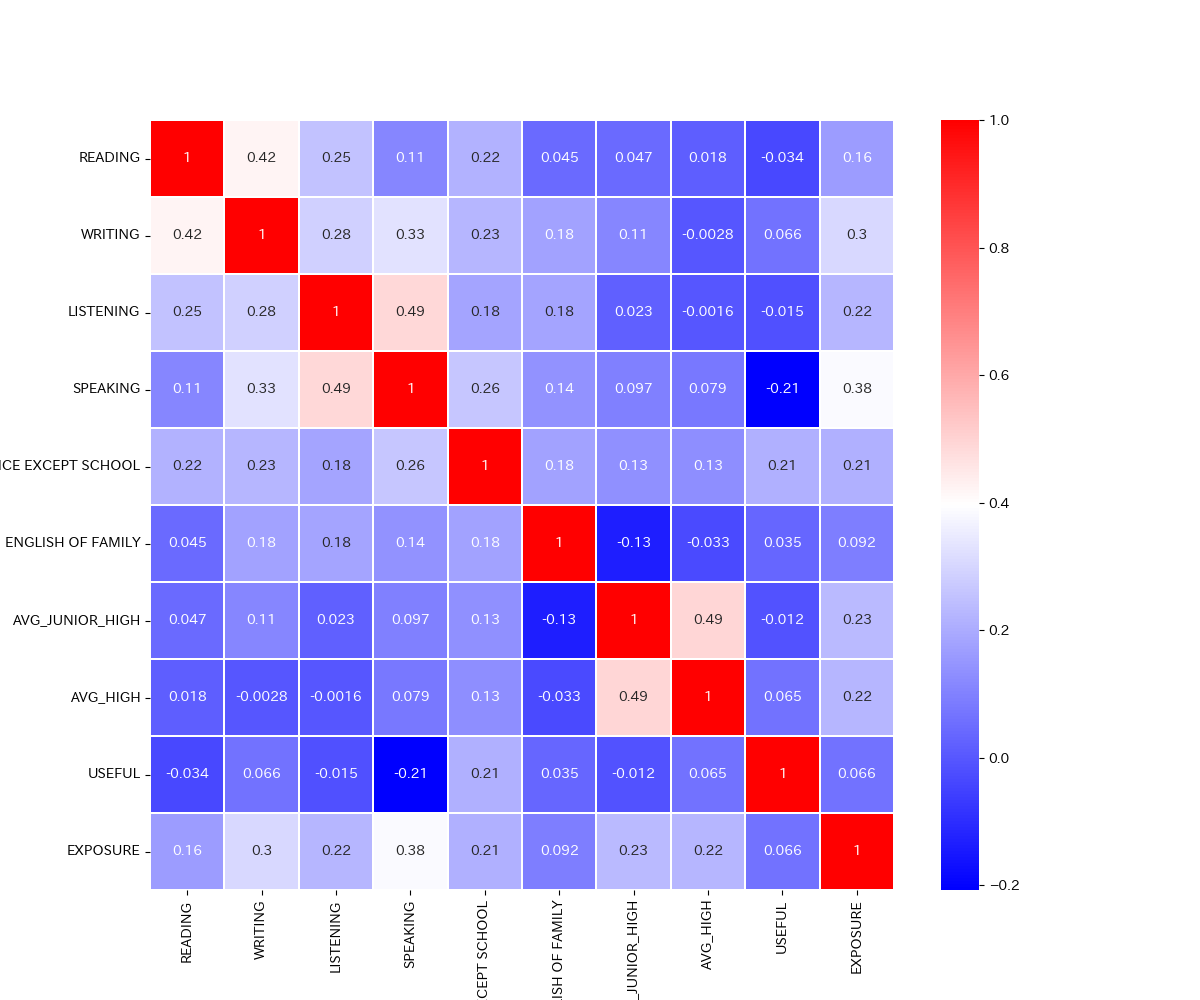 READING 1 0.42 0.25 0.11 0.22 0.045 0.047 0.018 -0.034 0.16
WRITING 0.42 1 0.28 0.33 0.23 0.18 0.11 -0.0028 0.066 0.3
LISTENING 0.25 0.28 1 0.49 0.18 0.18 0.023 -0.0016 -0.015 0.22
SPEAKING 0.11 0.33 0.49 1 0.26 0.14 0.097 0.079 -0.21 0.38
EXCEPT SCHOOL 0.22 0.23 0.18 0.26 1 0.18 0.13 0.13 0.21 0.21
ENGLISH OF FAMILY 0.045 0.18 0.18 0.14 0.18 1 -0.13 -0.033 0.035 0.092
AVG_JUNIOR_HIGH 0.047 0.11 0.023 0.097 0.13 -0.13 1 0.49 -0.012 0.23
AVG_HIGH 0.018 -0.0028 -0.0016 0.079 0.13 -0.033 0.49 1 0.065 0.22
USEFUL -0.034 0.066 -0.015 -0.21 0.21 0.035 -0.012 0.065 1 0.066
EXPOSURE 0.16 0.3 0.22 0.38 0.21 0.092 0.23 0.22 0.066 1
READING
WRITING
LISTENING
SPEAKING
SCHOOL
OF FAMILY
_JUNIOR_HIGH
AVG_HIGH
USEFUL
EXPOSURE
1.0
0.8
0.6
0.4
0.2
0.0
−0.2